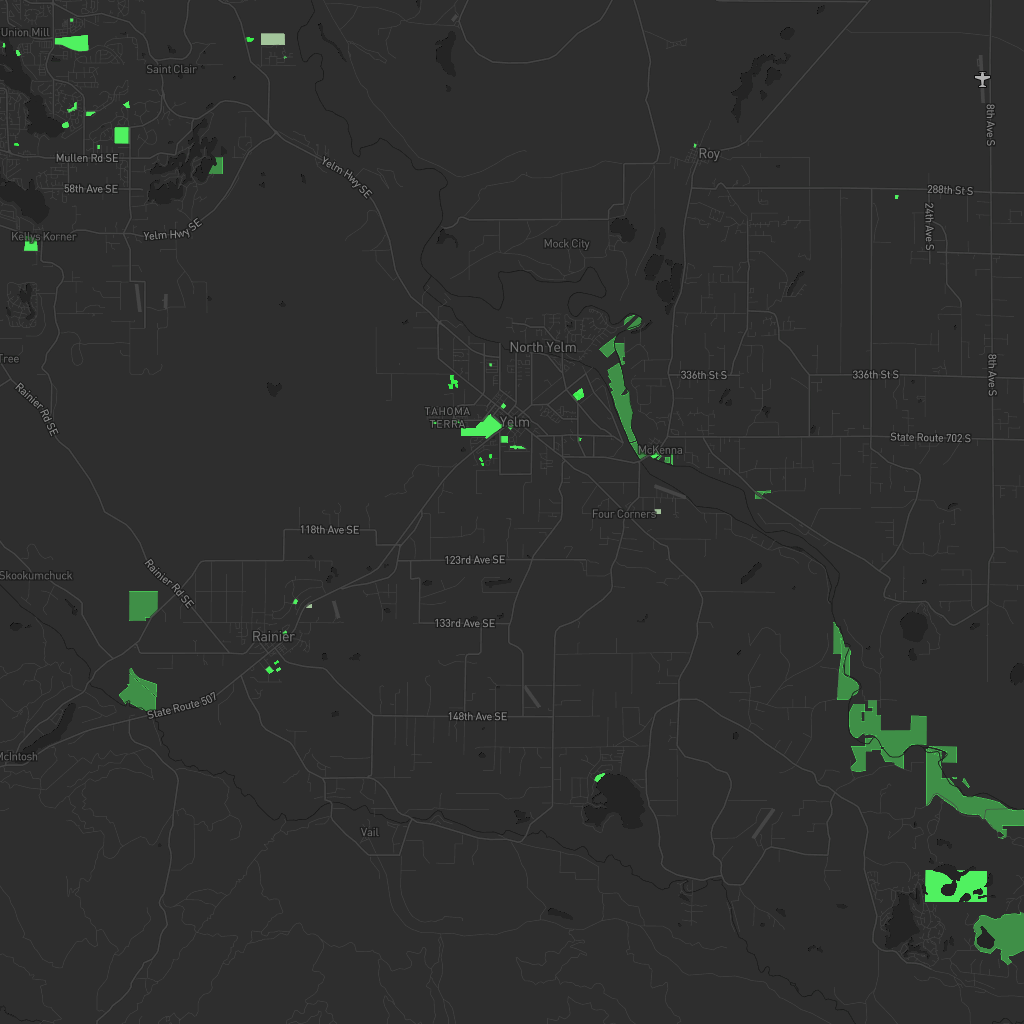 Union Mill
Saint Clair
8th Ave S
Mullen Rd SE
Roy
Yelm Hwy SE
58th Ave SE
288th St S
24th Ave S
Kellys Korner
Yelm Hwy SE
Mock City
North Yelm
Tree
336th St S
336th St S
8th Ave S
Rainier Rd SE
TAHOMA
TERRA
Yelm
State Route 702 S
McKenna
Four Corners
118th Ave SE
123rd Ave SE
Skookumchuck
Rainier Rd SE
133rd Ave SE
Rainier
State Route 507
148th Ave SE
McIntosh
Vail